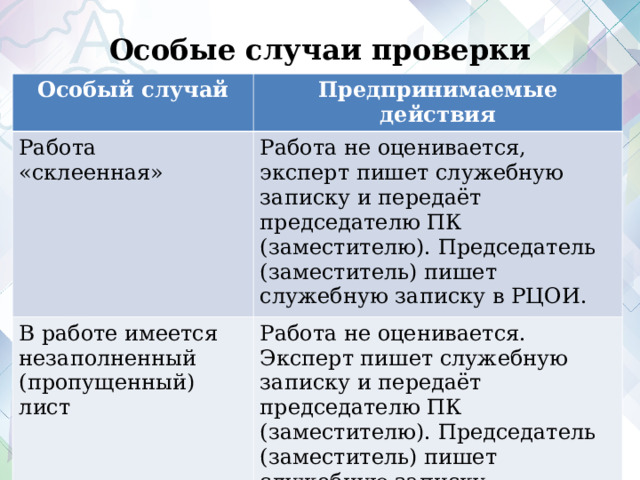 Особые случаи проверки
Особый случай
Предпринимаемые
действия
Работа
«склеенная»
Работа не оценивается,
эксперт пишет служебную
записку и передаёт
председателю ПК
(заместителю). Председатель
(заместитель) пишет
служебную записку в РЦОИ.
В работе имеется
незаполненный
(пропущенный)
лист
Работа не оценивается.
Эксперт пишет служебную
записку и передаёт
председателю ПК
(заместителю). Председатель
(заместитель) пишет
служебную записку